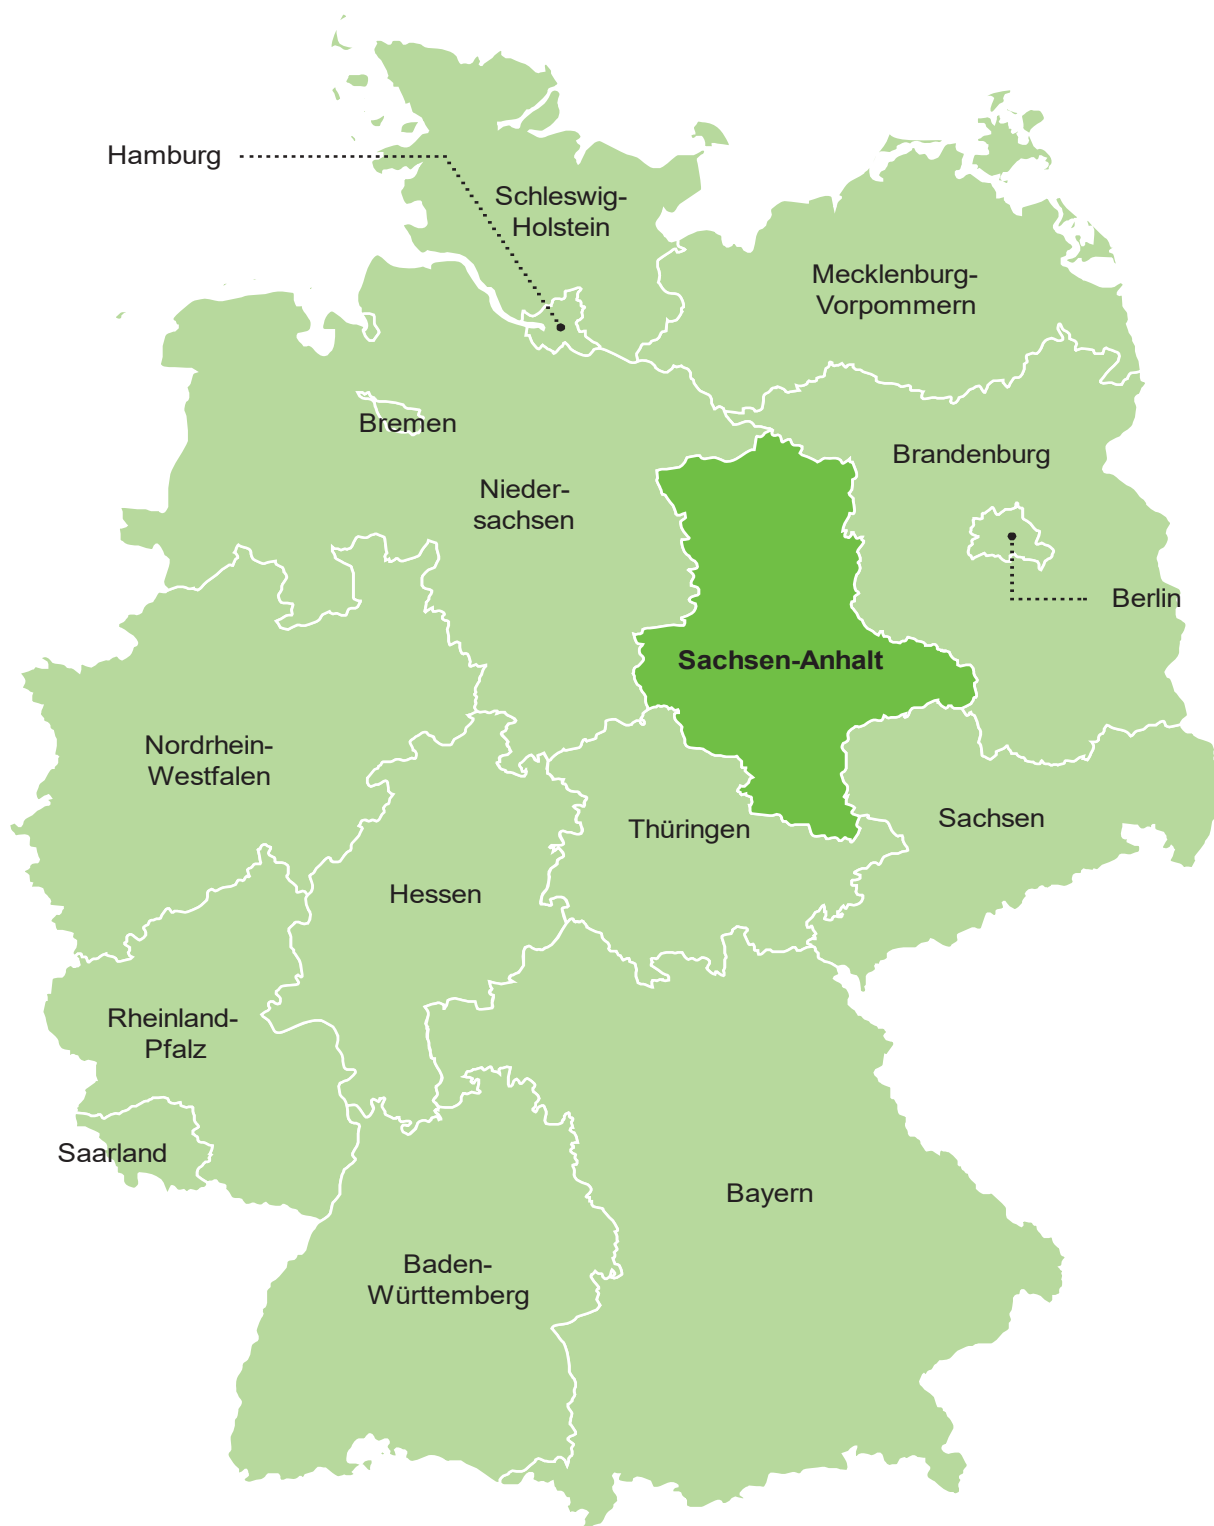 Hamburg
Schleswig-
Holstein
Mecklenburg-
Vorpommern
Bremen
Brandenburg
Nieder-
sachsen
Berlin
Sachsen-Anhalt
Nordrhein-
Westfalen
Thüringen
Sachsen
Hessen
Rheinland-
Pfalz
Saarland
Bayern
Baden-
Württemberg